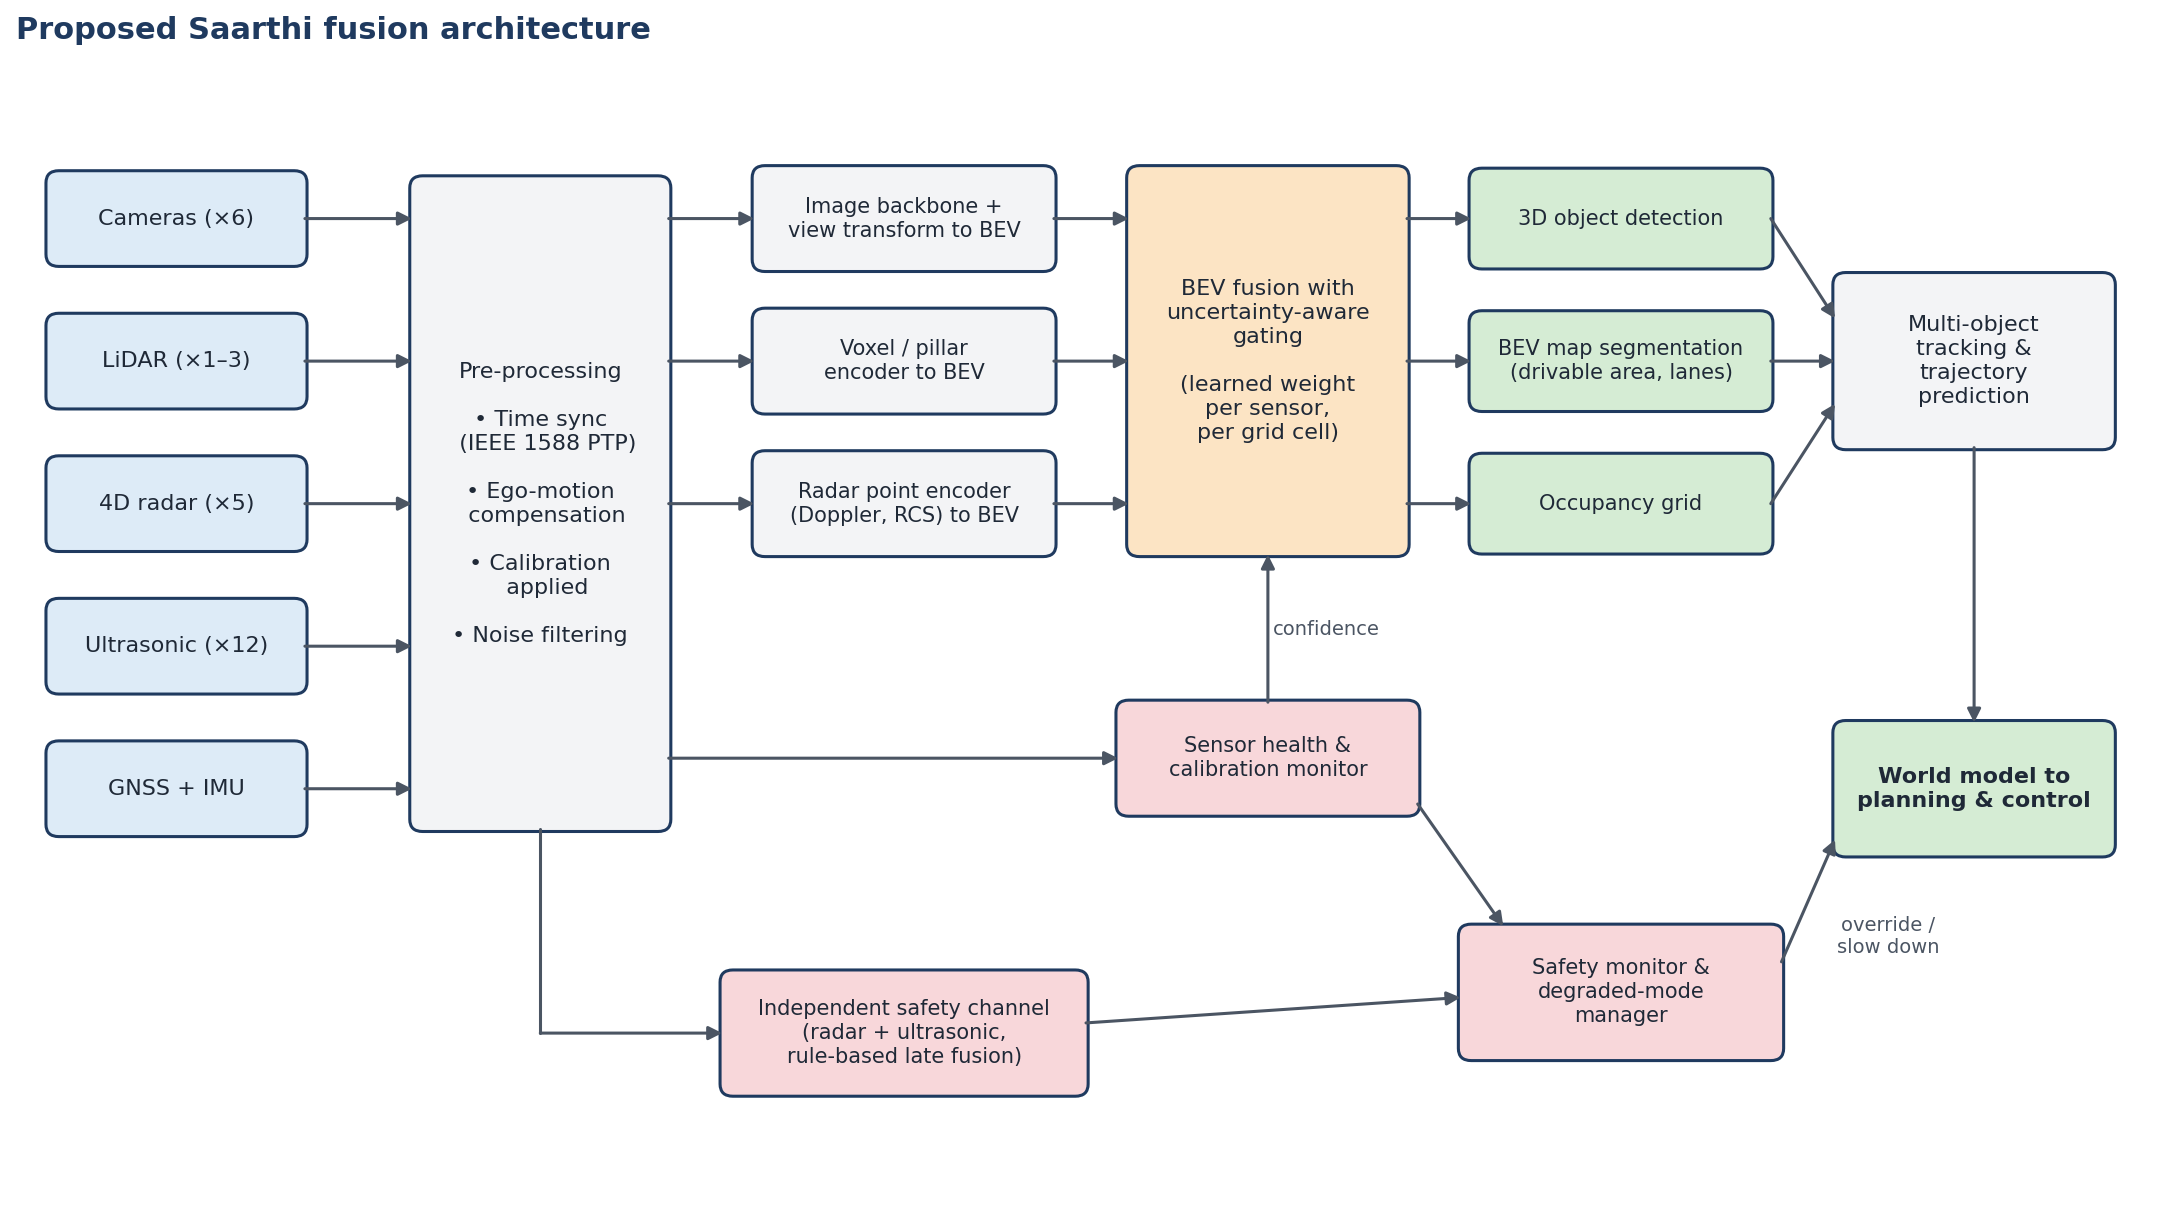 Proposed Saarthi fusion architecture
Cameras (×6)
LiDAR (×1–3)
4D radar (×5)
Ultrasonic (×12)
GNSS + IMU
Pre-processing
• Time sync
(IEEE 1588 PTP)
• Ego-motion
compensation
• Calibration
applied
• Noise filtering
Image backbone +
view transform to BEV
Voxel / pillar
encoder to BEV
Radar point encoder
(Doppler, RCS) to BEV
BEV fusion with
uncertainty-aware
gating
(learned weight
per sensor,
per grid cell)
3D object detection
BEV map segmentation
(drivable area, lanes)
Occupancy grid
Multi-object
tracking &
trajectory
prediction
confidence
Sensor health &
calibration monitor
World model to
planning & control
override /
slow down
Safety monitor &
degraded-mode
manager
Independent safety channel
(radar + ultrasonic,
rule-based late fusion)